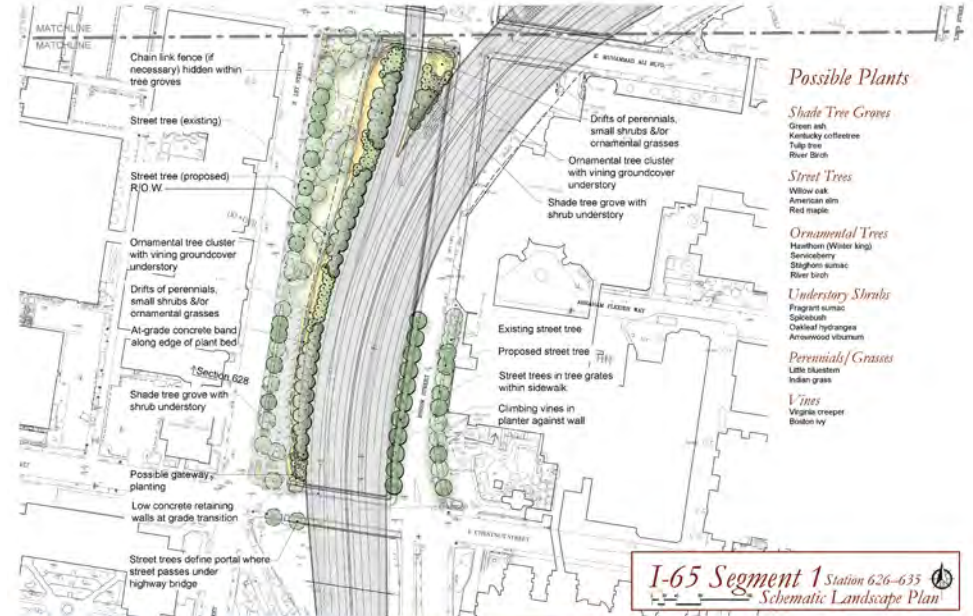 MATCHLINE
MATCHLINE
Chain link fence (if
necessary) hidden within
tree groves
Street tree (existing)
Street tree (proposed)
R.O.W.
Ornamental tree cluster
with vining groundcover
understory
Drifts of perennials,
small shrubs &/or
ornamental grasses
At-grade concrete band
along edge of plant bed
Section 628
Shade tree grove with
shrub understory
Possible gateway
planting
Low concrete retaining
walls at grade transition
Street trees define portal where
street passes under
highway bridge
E. MUHAMMAD ALI BLVD.
Drifts of perennials,
small shrubs &/or
ornamental grasses
Ornamental tree cluster
with vining groundcover
understory
Shade tree grove with
shrub understory
ABRAHAM FLEXNER WAY
Existing street tree
Proposed street tree
Street trees in tree grates
within sidewalk
Climbing vines in
planter against wall
E. CHESTNUT STREET
Possible Plants
Shade Tree Groves
Green ash
Kentucky coffeetree
Tulip tree
River Birch
Street Trees
Willow oak
American elm
Red maple
Ornamental Trees
Hawthorn (Winter king)
Serviceberry
Staghorn sumac
River birch
Understory Shrubs
Fragrant sumac
Spicebush
Oakleaf hydrangea
Arrowwood viburnum
Perennials/Grasses
Little bluestem
Indian grass
Vines
Virginia creeper
Boston ivy
I-65 Segment 1 Station 626–635
Schematic Landscape Plan